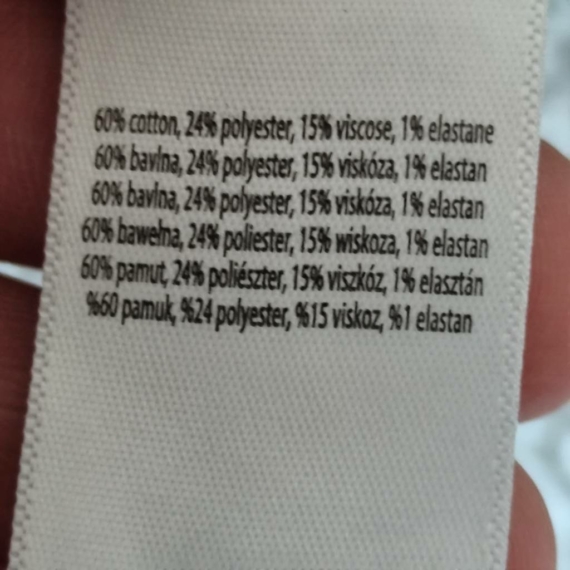 60% cotton, 24% polyester, 15% viscose, 1% elastane
60% bavlna, 24% polyester, 15% viskóza, 1% elastan
60% bavlna, 24% polyester, 15% viskóza, 1% elastan
60% bawełna, 24% poliester, 15% wiskoza, 1% elastan
60% pamut, 24% poliészter, 15% viszkóz, 1% elasztán
%60 pamuk, %24 polyester, %15 viskoz, %1 elastan